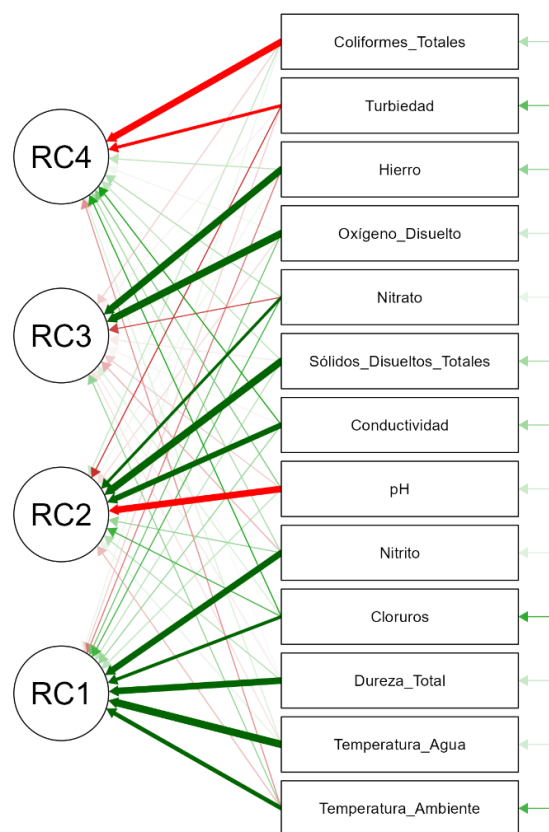 RC4
RC3
RC2
RC1
Coliformes_Totales
Turbiedad
Hierro
Oxígeno_Disuelto
Nitrato
Sólidos_Disueltos_Totales
Conductividad
pH
Nitrito
Cloruros
Dureza_Total
Temperatura_Agua
Temperatura_Ambiente